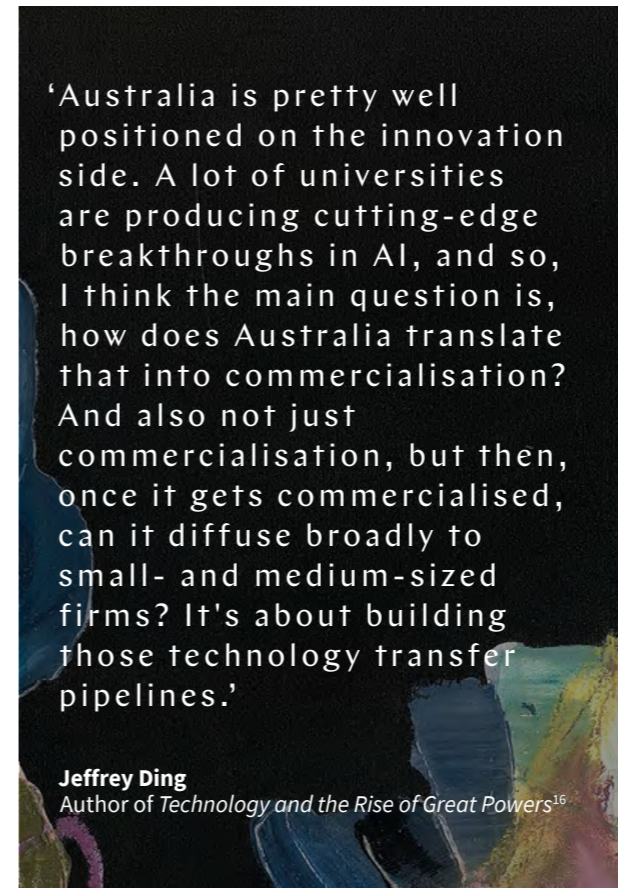 ‘Australia is pretty well
positioned on the innovation
side. A lot of universities
are producing cutting-edge
breakthroughs in AI, and so,
I think the main question is,
how does Australia translate
that into commercialisation?
And also not just
commercialisation, but then,
once it gets commercialised,
can it diffuse broadly to
small- and medium-sized
firms? It's about building
those technology transfer
pipelines.’
Jeffrey Ding
Author of Technology and the Rise of Great Powers¹⁶